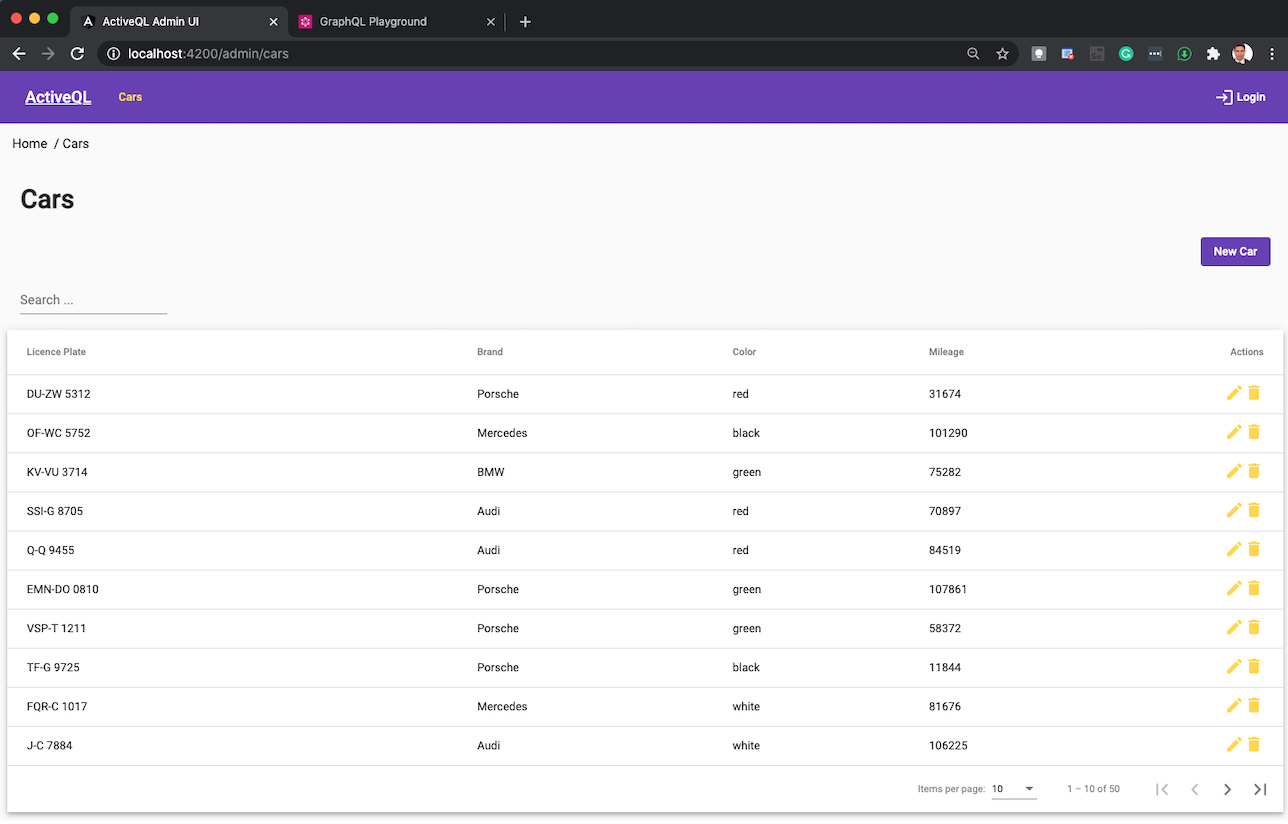 ActiveQL Admin UI GraphQL Playground
localhost:4200/admin/cars
ActiveQL Cars Login
Home / Cars
Cars
New Car
Search ...
Licence Plate Brand Color Mileage Actions
DU-ZW 5312 Porsche red 31674
OF-WC 5752 Mercedes black 101290
KV-VU 3714 BMW green 75282
SSI-G 8705 Audi red 70897
Q-Q 9455 Audi red 84519
EMN-DO 0810 Porsche green 107861
VSP-T 1211 Porsche green 58372
TF-G 9725 Porsche black 11844
FQR-C 1017 Mercedes white 81676
J-C 7884 Audi white 106225
Items per page: 10 1 – 10 of 50